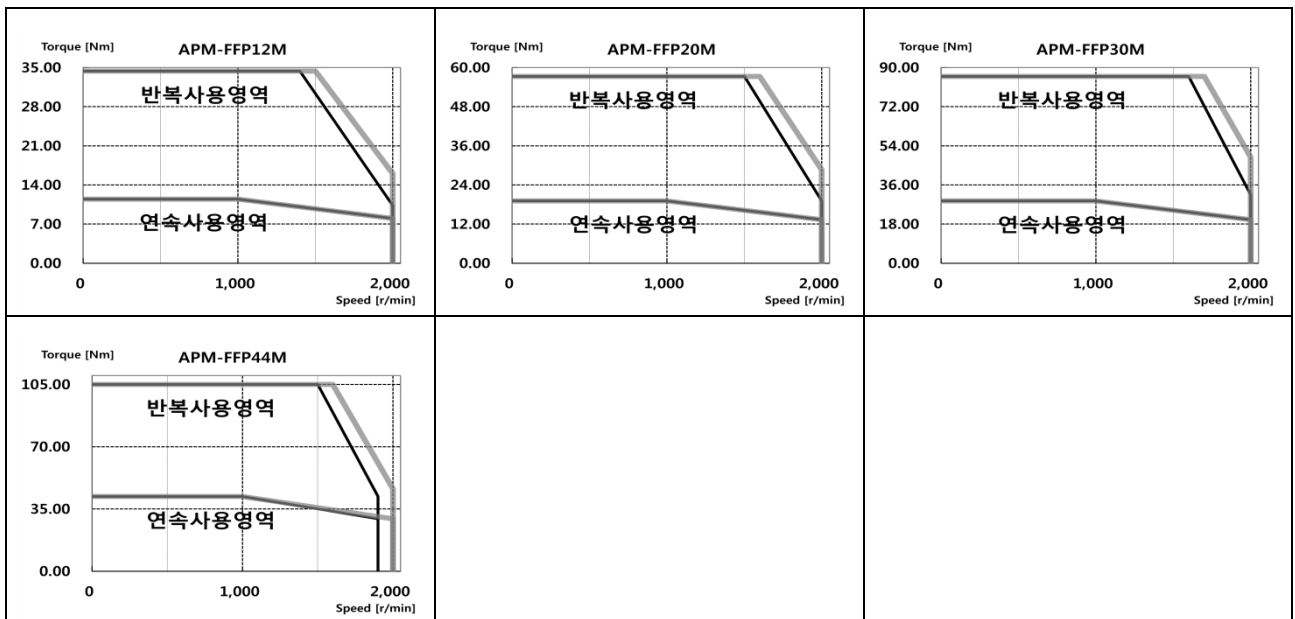 Torque [Nm] APM-FFP12M
35.00
반복사용영역
28.00
21.00
14.00
연속사용영역
7.00
0.00
0 1,000 2,000
Speed [r/min]
Torque [Nm] APM-FFP20M
60.00
반복사용영역
48.00
36.00
24.00
연속사용영역
12.00
0.00
0 1,000 2,000
Speed [r/min]
Torque [Nm] APM-FFP30M
90.00
반복사용영역
72.00
54.00
36.00
연속사용영역
18.00
0.00
0 1,000 2,000
Speed [r/min]
Torque [Nm] APM-FFP44M
105.00
반복사용영역
70.00
35.00
연속사용영역
0.00
0 1,000 2,000
Speed [r/min]